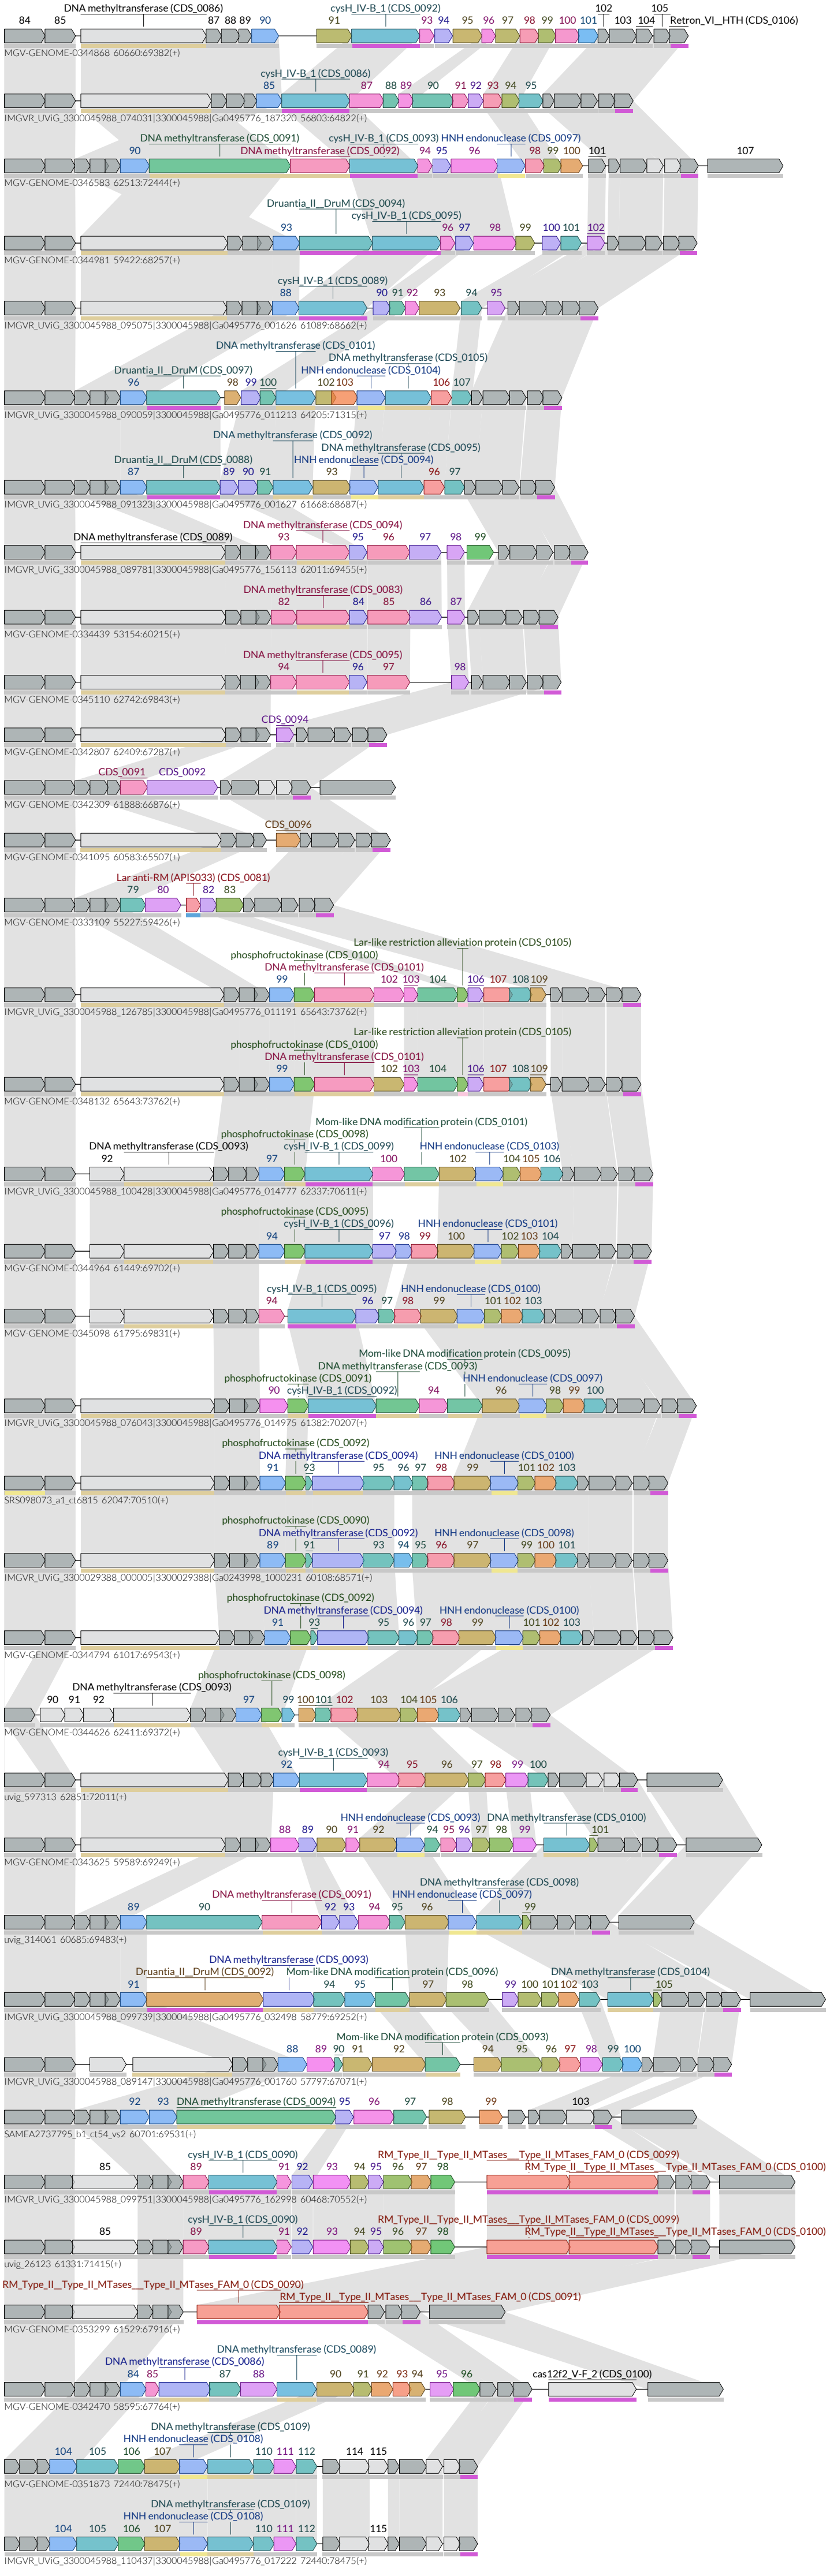 DNA methyltransferase (CDS_0086) cysH_IV-B_1 (CDS_0092) 102 105
84 85 87 88 89 90 91 93 94 95 96 97 98 99 100 101 103 104 Retron_VI__HTH (CDS_0106)
MGV-GENOME-0344868 60660:69382(+)
cysH_IV-B_1 (CDS_0086)
85 87 88 89 90 91 92 93 94 95
IMGVR_UViG_3300045988_074031|3300045988|Ga0495776_187320 56803:64822(+)
DNA methyltransferase (CDS_0091) cysH_IV-B_1 (CDS_0093) HNH endonuclease (CDS_0097)
90 DNA methyltransferase (CDS_0092) 94 95 96 98 99 100 101 107
MGV-GENOME-0346583 62513:72444(+)
Druantia_II__DruM (CDS_0094)
cysH_IV-B_1 (CDS_0095)
93 96 97 98 99 100 101 102
MGV-GENOME-0344981 59422:68257(+)
cysH_IV-B_1 (CDS_0089)
88 90 91 92 93 94 95
IMGVR_UViG_3300045988_095075|3300045988|Ga0495776_001626 61089:68662(+)
DNA methyltransferase (CDS_0101)
DNA methyltransferase (CDS_0105)
Druantia_II__DruM (CDS_0097) HNH endonuclease (CDS_0104)
96 98 99 100 102 103 106 107
IMGVR_UViG_3300045988_090059|3300045988|Ga0495776_011213 64205:71315(+)
DNA methyltransferase (CDS_0092)
DNA methyltransferase (CDS_0095)
Druantia_II__DruM (CDS_0088) HNH endonuclease (CDS_0094)
87 89 90 91 93 96 97
IMGVR_UViG_3300045988_091323|3300045988|Ga0495776_001627 61668:68687(+)
DNA methyltransferase (CDS_0094)
DNA methyltransferase (CDS_0089) 93 95 96 97 98 99
IMGVR_UViG_3300045988_089781|3300045988|Ga0495776_156113 62011:69455(+)
DNA methyltransferase (CDS_0083)
82 84 85 86 87
MGV-GENOME-0334439 53154:60215(+)
DNA methyltransferase (CDS_0095)
94 96 97 98
MGV-GENOME-0345110 62742:69843(+)
CDS_0094
MGV-GENOME-0342807 62409:67287(+)
CDS_0091 CDS_0092
MGV-GENOME-0342309 61888:66876(+)
CDS_0096
MGV-GENOME-0341095 60583:65507(+)
Lar anti-RM (APIS033) (CDS_0081)
79 80 82 83
MGV-GENOME-0333109 55227:59426(+)
Lar-like restriction alleviation protein (CDS_0105)
phosphofructokinase (CDS_0100)
DNA methyltransferase (CDS_0101)
99 102 103 104 106 107 108 109
IMGVR_UViG_3300045988_126785|3300045988|Ga0495776_011191 65643:73762(+)
Lar-like restriction alleviation protein (CDS_0105)
phosphofructokinase (CDS_0100)
DNA methyltransferase (CDS_0101)
99 102 103 104 106 107 108 109
MGV-GENOME-0348132 65643:73762(+)
Mom-like DNA modification protein (CDS_0101)
phosphofructokinase (CDS_0098)
DNA methyltransferase (CDS_0093) cysH_IV-B_1 (CDS_0099) HNH endonuclease (CDS_0103)
92 97 100 102 104 105 106
IMGVR_UViG_3300045988_100428|3300045988|Ga0495776_014777 62337:70611(+)
phosphofructokinase (CDS_0095)
cysH_IV-B_1 (CDS_0096) HNH endonuclease (CDS_0101)
94 97 98 99 100 102 103 104
MGV-GENOME-0344964 61449:69702(+)
cysH_IV-B_1 (CDS_0095) HNH endonuclease (CDS_0100)
94 96 97 98 99 101 102 103
MGV-GENOME-0345098 61795:69831(+)
Mom-like DNA modification protein (CDS_0095)
DNA methyltransferase (CDS_0093)
phosphofructokinase (CDS_0091) HNH endonuclease (CDS_0097)
90 cysH_IV-B_1 (CDS_0092) 94 96 98 99 100
IMGVR_UViG_3300045988_076043|3300045988|Ga0495776_014975 61382:70207(+)
phosphofructokinase (CDS_0092)
DNA methyltransferase (CDS_0094) HNH endonuclease (CDS_0100)
91 93 95 96 97 98 99 101 102 103
SRS098073_a1_ct6815 62047:70510(+)
phosphofructokinase (CDS_0090)
DNA methyltransferase (CDS_0092) HNH endonuclease (CDS_0098)
89 91 93 94 95 96 97 99 100 101
IMGVR_UViG_3300029388_000005|3300029388|Ga0243998_1000231 60108:68571(+)
phosphofructokinase (CDS_0092)
DNA methyltransferase (CDS_0094) HNH endonuclease (CDS_0100)
91 93 95 96 97 98 99 101 102 103
MGV-GENOME-0344794 61017:69543(+)
phosphofructokinase (CDS_0098)
DNA methyltransferase (CDS_0093)
90 91 92 97 99 100 101 102 103 104 105 106
MGV-GENOME-0344626 62411:69372(+)
cysH_IV-B_1 (CDS_0093)
92 94 95 96 97 98 99 100
uvig_597313 62851:72011(+)
HNH endonuclease (CDS_0093) DNA methyltransferase (CDS_0100)
88 89 90 91 92 94 95 96 97 98 99 101
MGV-GENOME-0343625 59589:69249(+)
DNA methyltransferase (CDS_0098)
DNA methyltransferase (CDS_0091) HNH endonuclease (CDS_0097)
89 90 92 93 94 95 96 99
uvig_314061 60685:69483(+)
DNA methyltransferase (CDS_0093)
Druantia_II__DruM (CDS_0092) Mom-like DNA modification protein (CDS_0096) DNA methyltransferase (CDS_0104)
91 94 95 97 98 99 100 101 102 103 105
IMGVR_UViG_3300045988_099739|3300045988|Ga0495776_032498 58779:69252(+)
Mom-like DNA modification protein (CDS_0093)
88 89 90 91 92 94 95 96 97 98 99 100
IMGVR_UViG_3300045988_089147|3300045988|Ga0495776_001760 57797:67071(+)
92 93 DNA methyltransferase (CDS_0094) 95 96 97 98 99 103
SAMEA2737795_b1_ct54_vs2 60701:69531(+)
cysH_IV-B_1 (CDS_0090) RM_Type_II__Type_II_MTases___Type_II_MTases_FAM_0 (CDS_0099)
85 89 91 92 93 94 95 96 97 98 RM_Type_II__Type_II_MTases___Type_II_MTases_FAM_0 (CDS_0100)
IMGVR_UViG_3300045988_099751|3300045988|Ga0495776_162998 60468:70552(+)
cysH_IV-B_1 (CDS_0090) RM_Type_II__Type_II_MTases___Type_II_MTases_FAM_0 (CDS_0099)
85 89 91 92 93 94 95 96 97 98 RM_Type_II__Type_II_MTases___Type_II_MTases_FAM_0 (CDS_0100)
uvig_26123 61331:71415(+)
RM_Type_II__Type_II_MTases___Type_II_MTases_FAM_0 (CDS_0090)
RM_Type_II__Type_II_MTases___Type_II_MTases_FAM_0 (CDS_0091)
MGV-GENOME-0353299 61529:67916(+)
DNA methyltransferase (CDS_0089)
DNA methyltransferase (CDS_0086)
84 85 87 88 90 91 92 93 94 95 96 cas12f2_V-F_2 (CDS_0100)
MGV-GENOME-0342470 58595:67764(+)
DNA methyltransferase (CDS_0109)
HNH endonuclease (CDS_0108)
104 105 106 107 110 111 112 114 115
MGV-GENOME-0351873 72440:78475(+)
DNA methyltransferase (CDS_0109)
HNH endonuclease (CDS_0108)
104 105 106 107 110 111 112 115
IMGVR_UViG_3300045988_110437|3300045988|Ga0495776_017222 72440:78475(+)